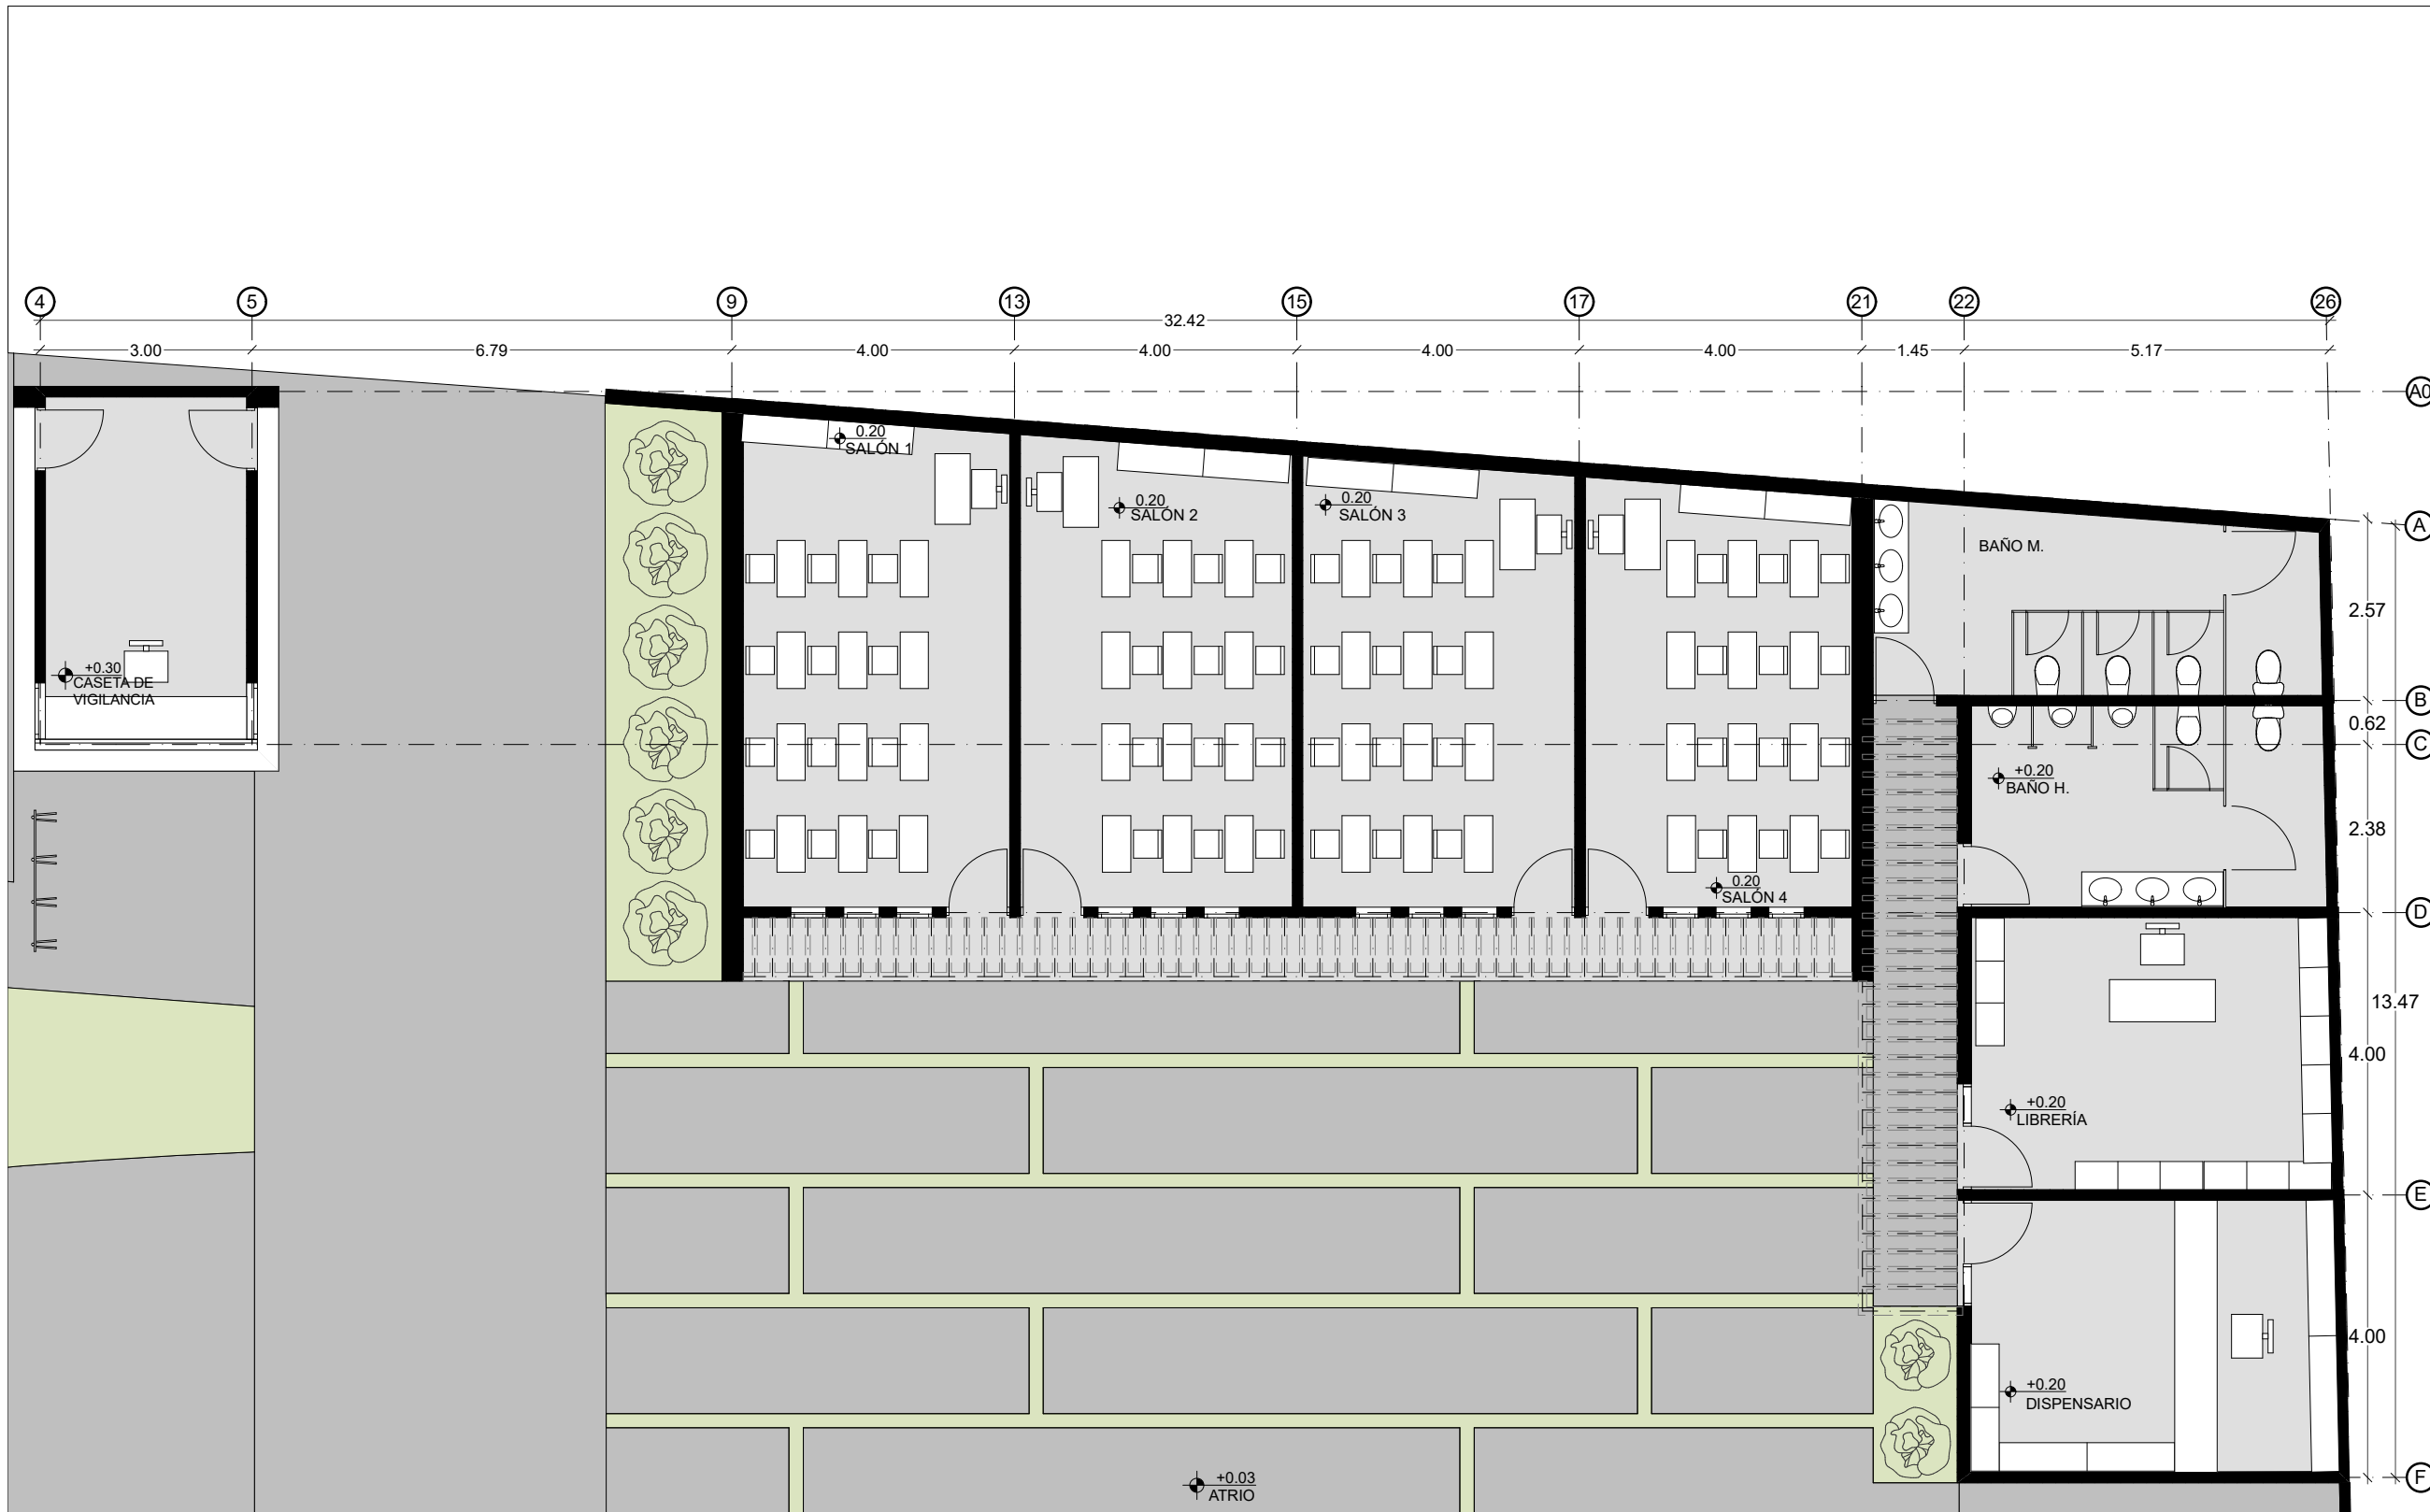 4 5 9 13 15 17 21 22 26
32.42
3.00 6.79 4.00 4.00 4.00 4.00 1.45 5.17
A0
0.20
SALÓN 1
0.20
SALÓN 2
0.20
SALÓN 3
A
BAÑO M.
2.57
+0.30
CASETA DE
VIGILANCIA
B
0.62
C
+0.20
BAÑO H.
2.38
0.20
SALÓN 4
D
13.47
4.00
+0.20
LIBRERÍA
E
4.00
+0.20
DISPENSARIO
F
+0.03
ATRIO